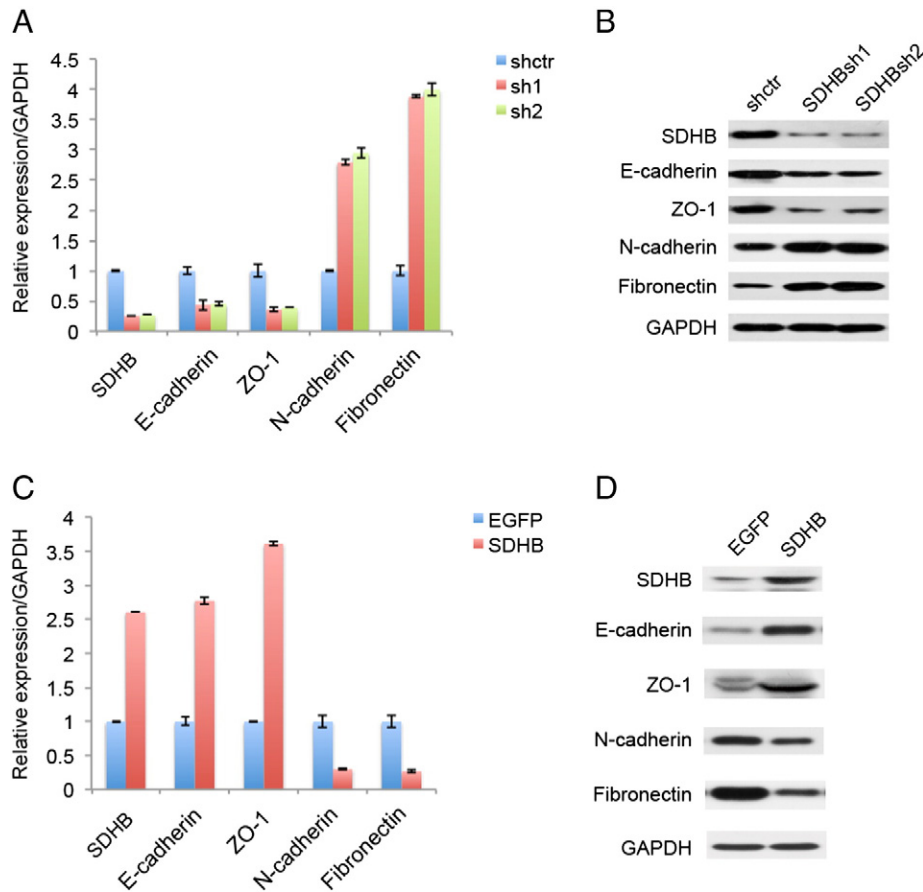 A
Relative expression/GAPDH
4.5
4
3.5
3
2.5
2
1.5
1
0.5
0
SDHB
E-cadherin
ZO-1
N-cadherin
Fibronectin
shctr
sh1
sh2
B
shctr
SDHBsh1
SDHBsh2
SDHB
E-cadherin
ZO-1
N-cadherin
Fibronectin
GAPDH
C
Relative expression/GAPDH
4
3.5
3
2.5
2
1.5
1
0.5
0
SDHB
E-cadherin
ZO-1
N-cadherin
Fibronectin
EGFP
SDHB
D
EGFP
SDHB
SDHB
E-cadherin
ZO-1
N-cadherin
Fibronectin
GAPDH